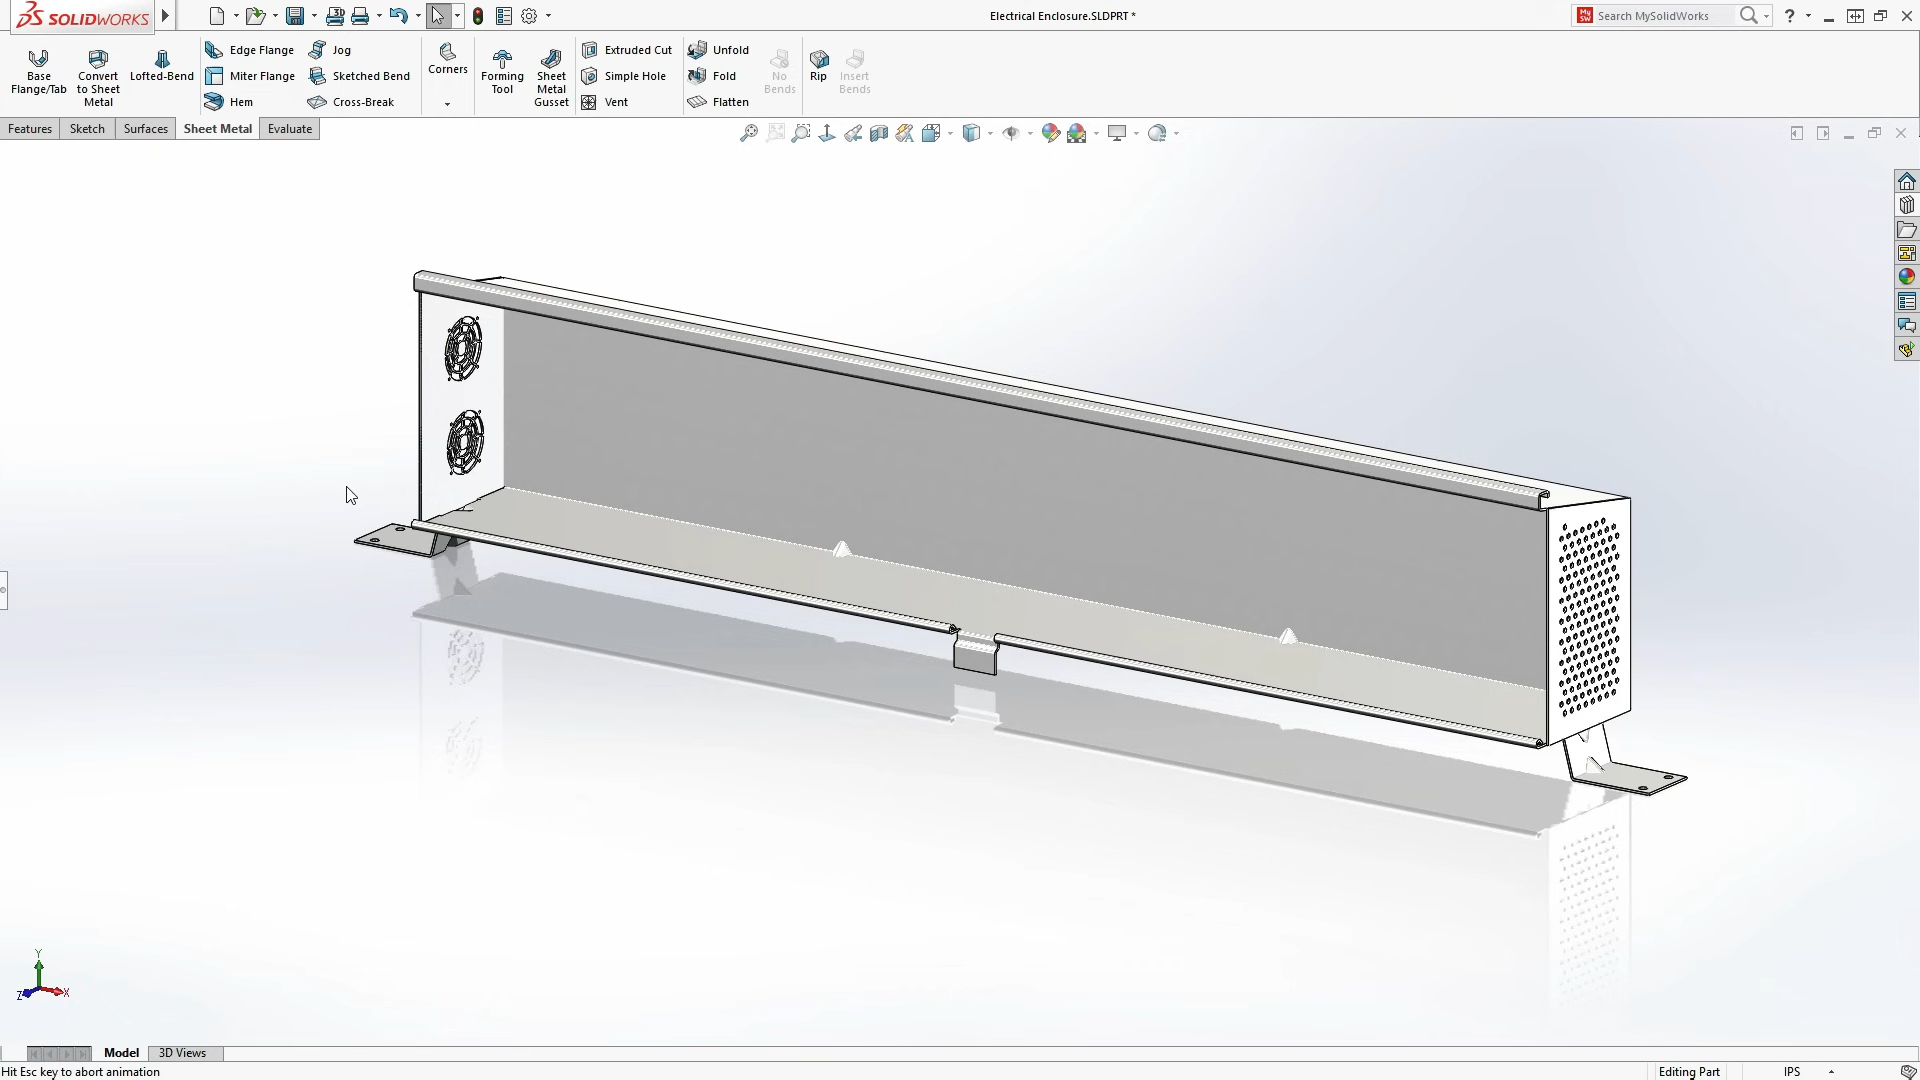 SOLIDWORKS
Electrical Enclosure.SLDPRT *
Search MySolidWorks
Base Flange/Tab
Convert to Sheet Metal
Lofted-Bend
Edge Flange
Miter Flange
Hem
Jog
Sketched Bend
Cross-Break
Corners
Forming Tool
Sheet Metal Gusset
Extruded Cut
Simple Hole
Vent
Unfold
Fold
Flatten
No Bends
Rip
Insert Bends
Features
Sketch
Surfaces
Sheet Metal
Evaluate
Y
Z
X
Model
3D Views
Hit Esc key to abort animation
Editing Part
IPS